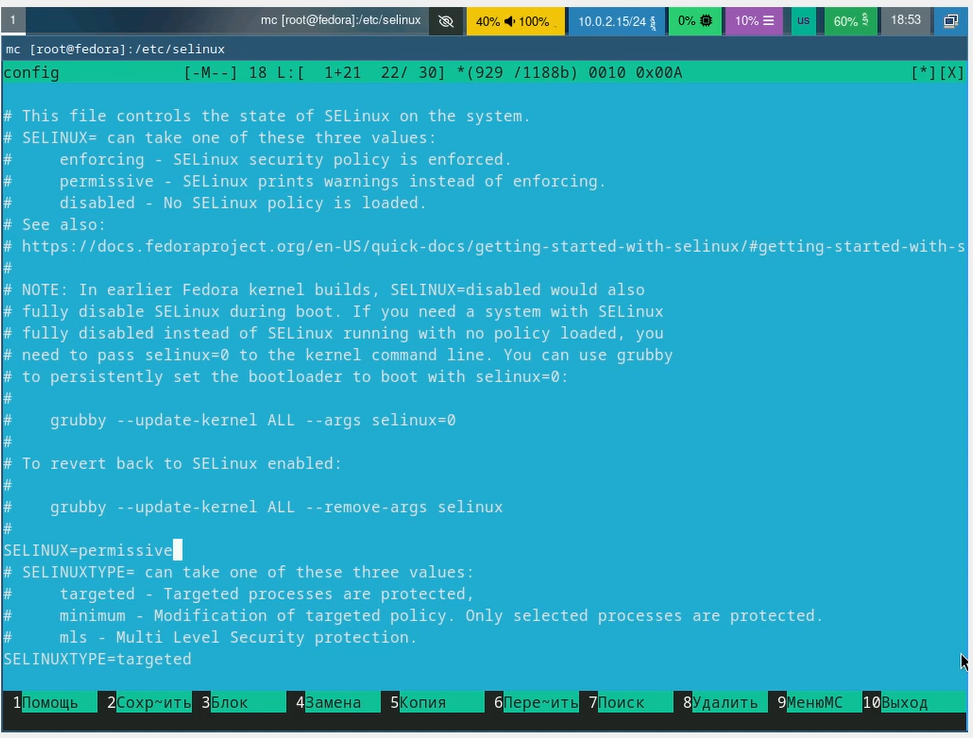 1 mc [root@fedora]:/etc/selinux 40% 100% 10.0.2.15/24 0% 10% us 60% 18:53
mc [root@fedora]:/etc/selinux
config [-M--] 18 L:[ 1+21 22/ 30] *(929 /1188b) 0010 0x00A [*][X]
# This file controls the state of SELinux on the system.
# SELINUX= can take one of these three values:
# enforcing - SELinux security policy is enforced.
# permissive - SELinux prints warnings instead of enforcing.
# disabled - No SELinux policy is loaded.
# See also:
# https://docs.fedoraproject.org/en-US/quick-docs/getting-started-with-selinux/#getting-started-with-s
#
# NOTE: In earlier Fedora kernel builds, SELINUX=disabled would also
# fully disable SELinux during boot. If you need a system with SELinux
# fully disabled instead of SELinux running with no policy loaded, you
# need to pass selinux=0 to the kernel command line. You can use grubby
# to persistently set the bootloader to boot with selinux=0:
#
# grubby --update-kernel ALL --args selinux=0
#
# To revert back to SELinux enabled:
#
# grubby --update-kernel ALL --remove-args selinux
#
SELINUX=permissive
# SELINUXTYPE= can take one of these three values:
# targeted - Targeted processes are protected,
# minimum - Modification of targeted policy. Only selected processes are protected.
# mls - Multi Level Security protection.
SELINUXTYPE=targeted
1Помощь 2Сохр~ить 3Блок 4Замена 5Копия 6Пере~ить 7Поиск 8Удалить 9МенюMC 10Выход